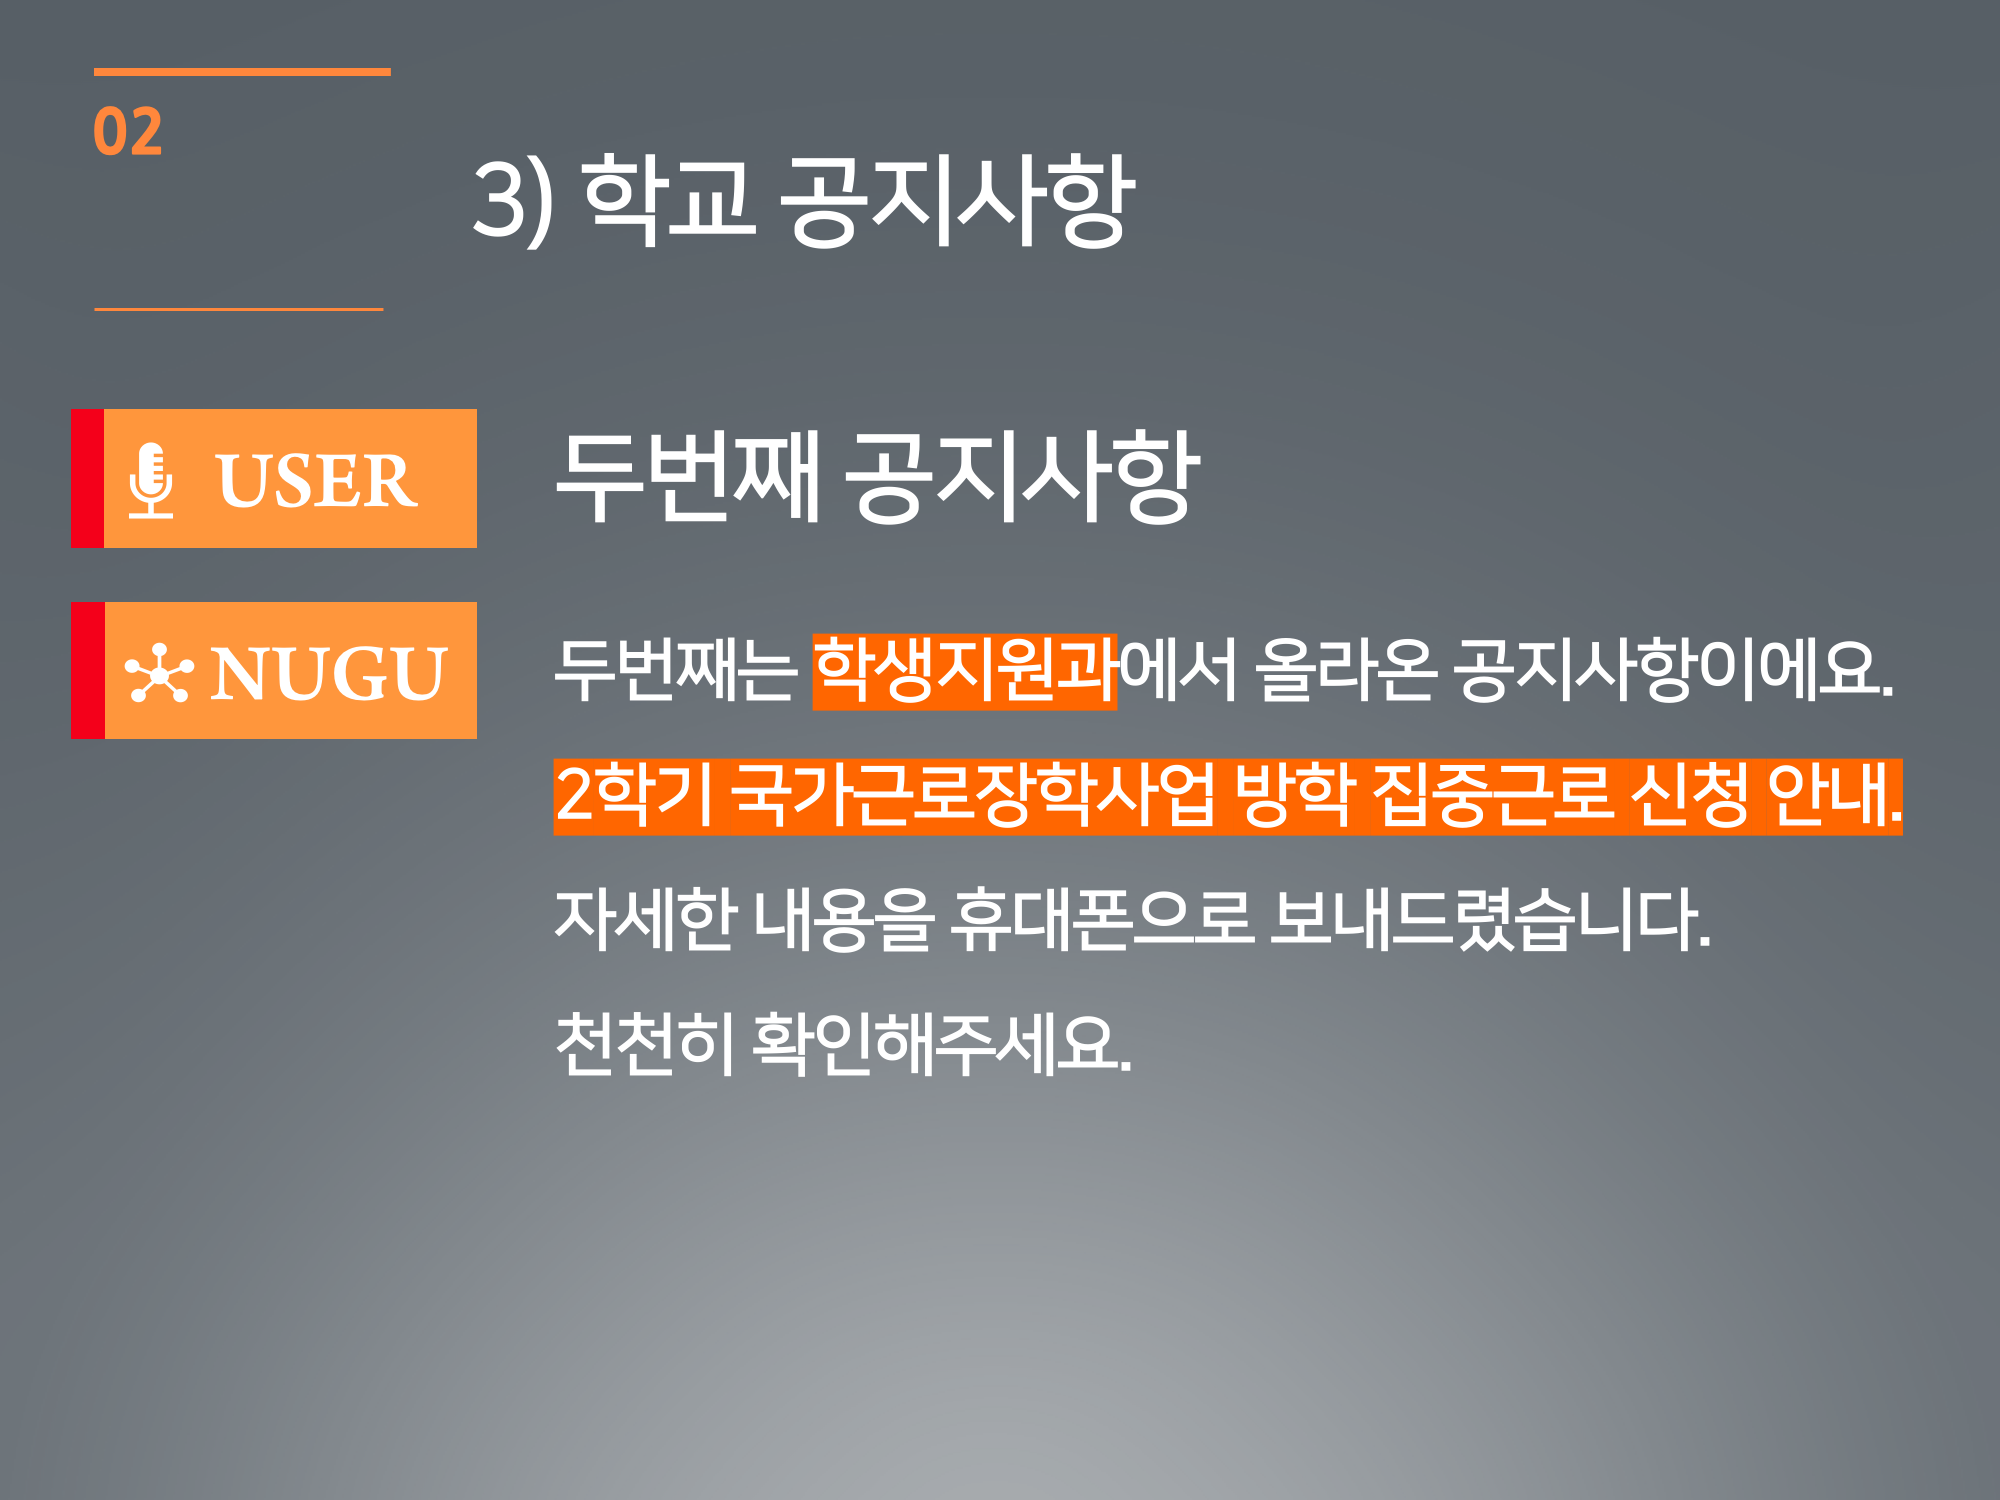 02
3) 학교 공지사항
USER
두번째 공지사항
NUGU
두번째는 학생지원과에서 올라온 공지사항이에요.
2학기 국가근로장학사업 방학 집중근로 신청 안내.
자세한 내용을 휴대폰으로 보내드렸습니다.
천천히 확인해주세요.